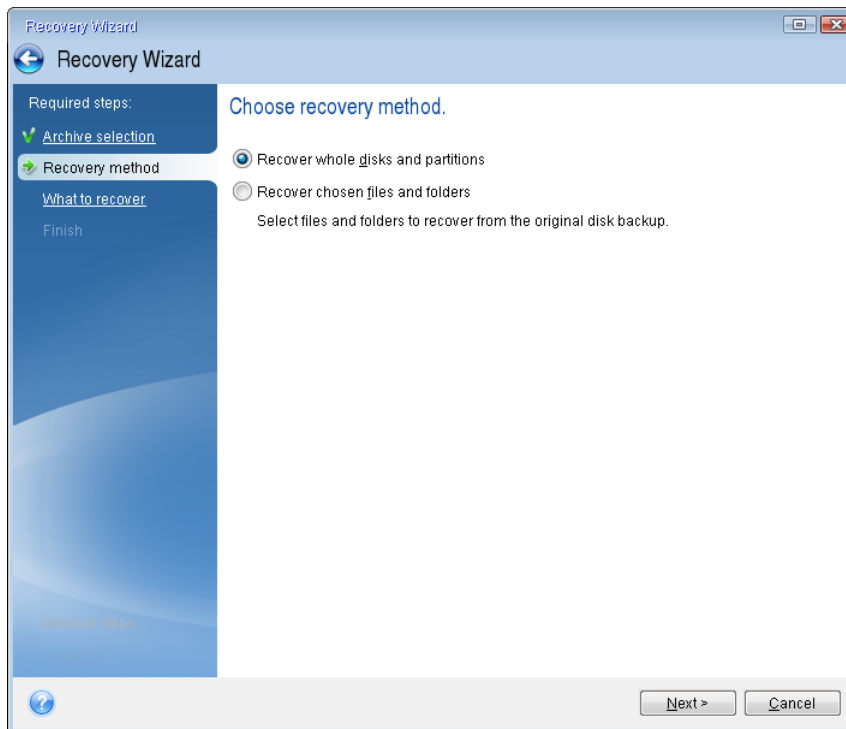 Recovery Wizard
Recovery Wizard
Required steps:
Archive selection
Recovery method
What to recover
Finish
Choose recovery method.
Recover whole disks and partitions
Recover chosen files and folders
Select files and folders to recover from the original disk backup.
?
Next >
Cancel